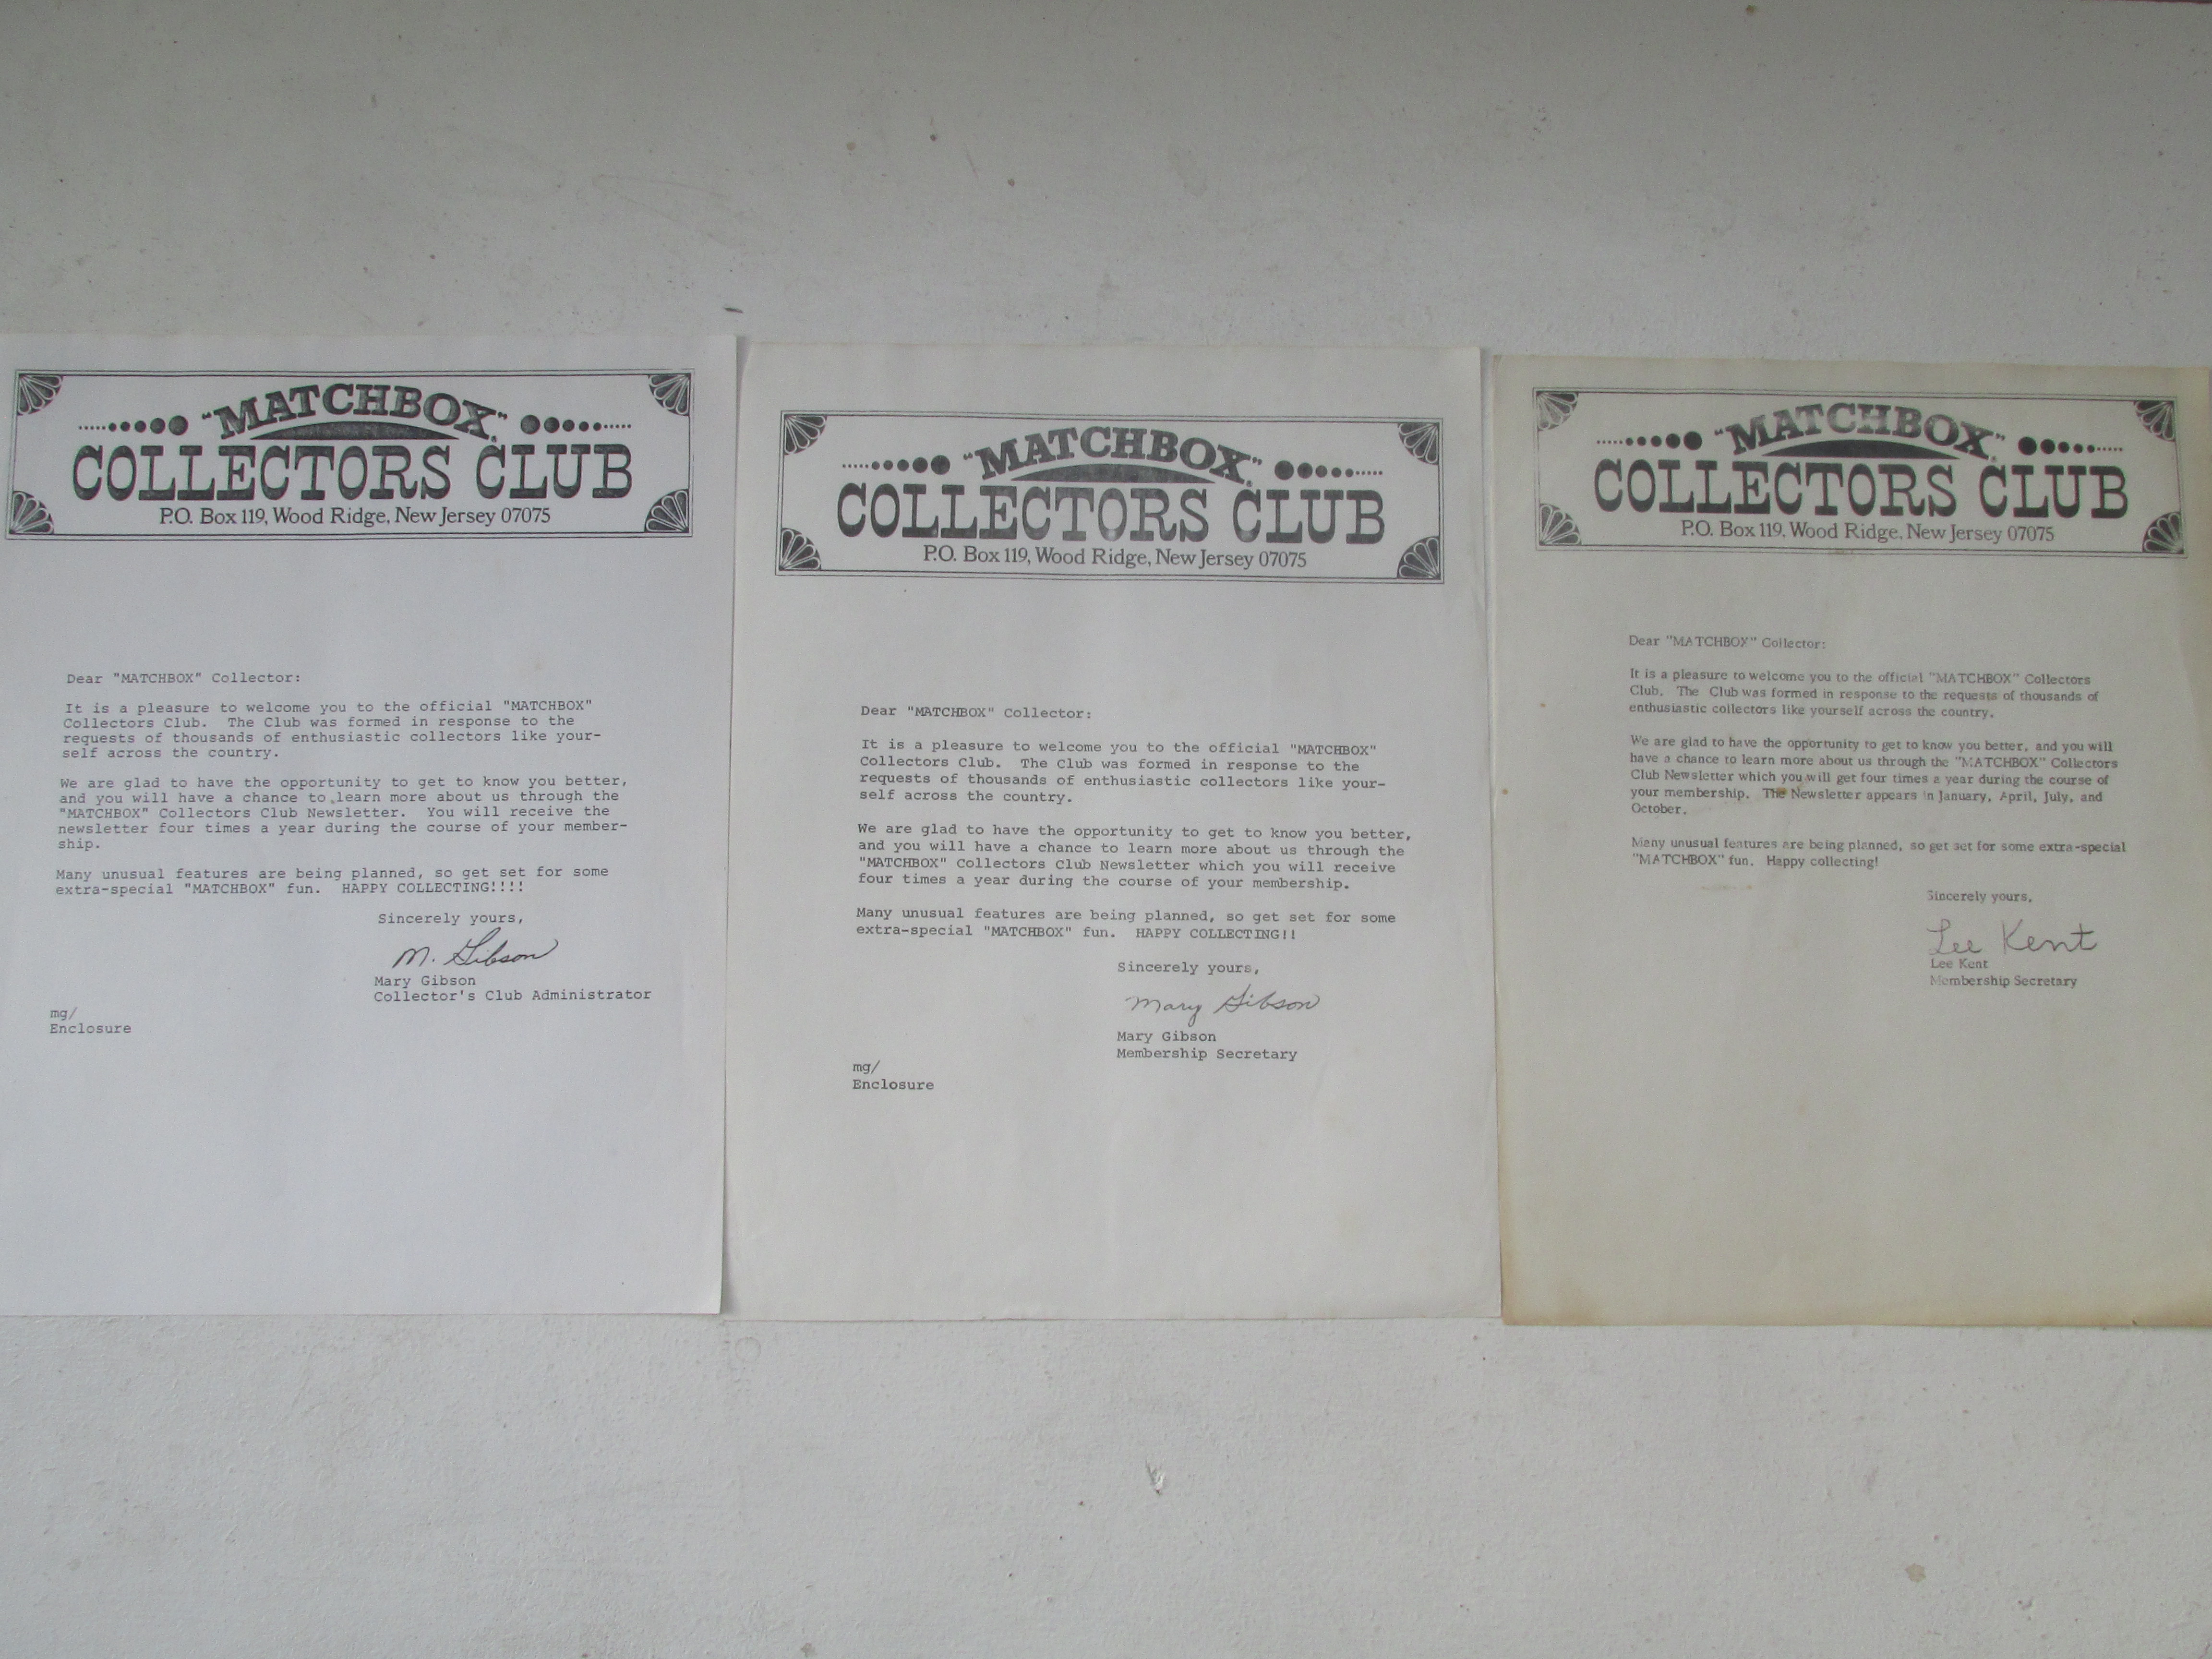 "MATCHBOX"
COLLECTORS CLUB
P.O. Box 119, Wood Ridge, New Jersey 07075
Dear "MATCHBOX" Collector:
It is a pleasure to welcome you to the official "MATCHBOX"
Collectors Club. The Club was formed in response to the
requests of thousands of enthusiastic collectors like your-
self across the country.
We are glad to have the opportunity to get to know you better,
and you will have a chance to learn more about us through the
"MATCHBOX" Collectors Club Newsletter. You will receive the
newsletter four times a year during the course of your member-
ship.
Many unusual features are being planned, so get set for some
extra-special "MATCHBOX" fun. HAPPY COLLECTING!!!!
Sincerely yours,
M. Gibson
Mary Gibson
Collector's Club Administrator
mg/
Enclosure
"MATCHBOX"
COLLECTORS CLUB
P.O. Box 119, Wood Ridge, New Jersey 07075
Dear "MATCHBOX" Collector:
It is a pleasure to welcome you to the official "MATCHBOX"
Collectors Club. The Club was formed in response to the
requests of thousands of enthusiastic collectors like your-
self across the country.
We are glad to have the opportunity to get to know you better,
and you will have a chance to learn more about us through the
"MATCHBOX" Collectors Club Newsletter which you will receive
four times a year during the course of your membership.
Many unusual features are being planned, so get set for some
extra-special "MATCHBOX" fun. HAPPY COLLECTING!!
Sincerely yours,
Mary Gibson
Mary Gibson
Membership Secretary
mg/
Enclosure
"MATCHBOX"
COLLECTORS CLUB
P.O. Box 119, Wood Ridge, New Jersey 07075
Dear "MATCHBOX" Collector:
It is a pleasure to welcome you to the official "MATCHBOX" Collectors
Club. The Club was formed in response to the requests of thousands of
enthusiastic collectors like yourself across the country.
We are glad to have the opportunity to get to know you better, and you will
have a chance to learn more about us through the "MATCHBOX" Collectors
Club Newsletter which you will get four times a year during the course of
your membership. The Newsletter appears in January, April, July, and
October.
Many unusual features are being planned, so get set for some extra-special
"MATCHBOX" fun. Happy collecting!
Sincerely yours,
Lee Kent
Lee Kent
Membership Secretary